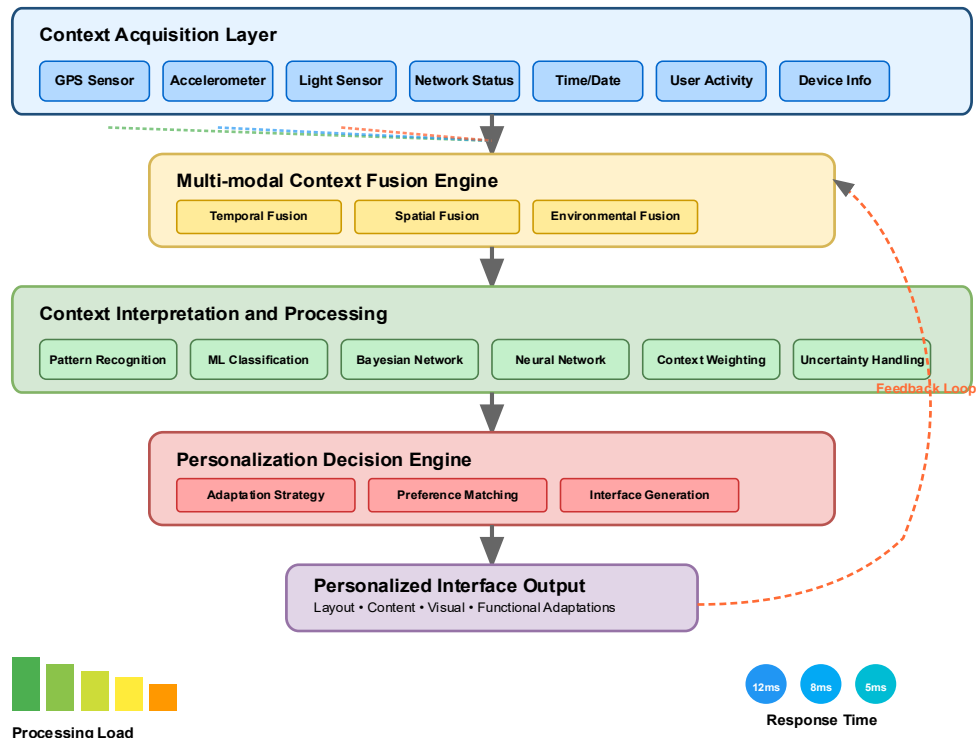 Context Acquisition Layer
GPS Sensor
Accelerometer
Light Sensor
Network Status
Time/Date
User Activity
Device Info
Multi-modal Context Fusion Engine
Temporal Fusion
Spatial Fusion
Environmental Fusion
Context Interpretation and Processing
Pattern Recognition
ML Classification
Bayesian Network
Neural Network
Context Weighting
Uncertainty Handling
Feedback Loop
Personalization Decision Engine
Adaptation Strategy
Preference Matching
Interface Generation
Personalized Interface Output
Layout • Content • Visual • Functional Adaptations
12ms
8ms
5ms
Response Time
Processing Load